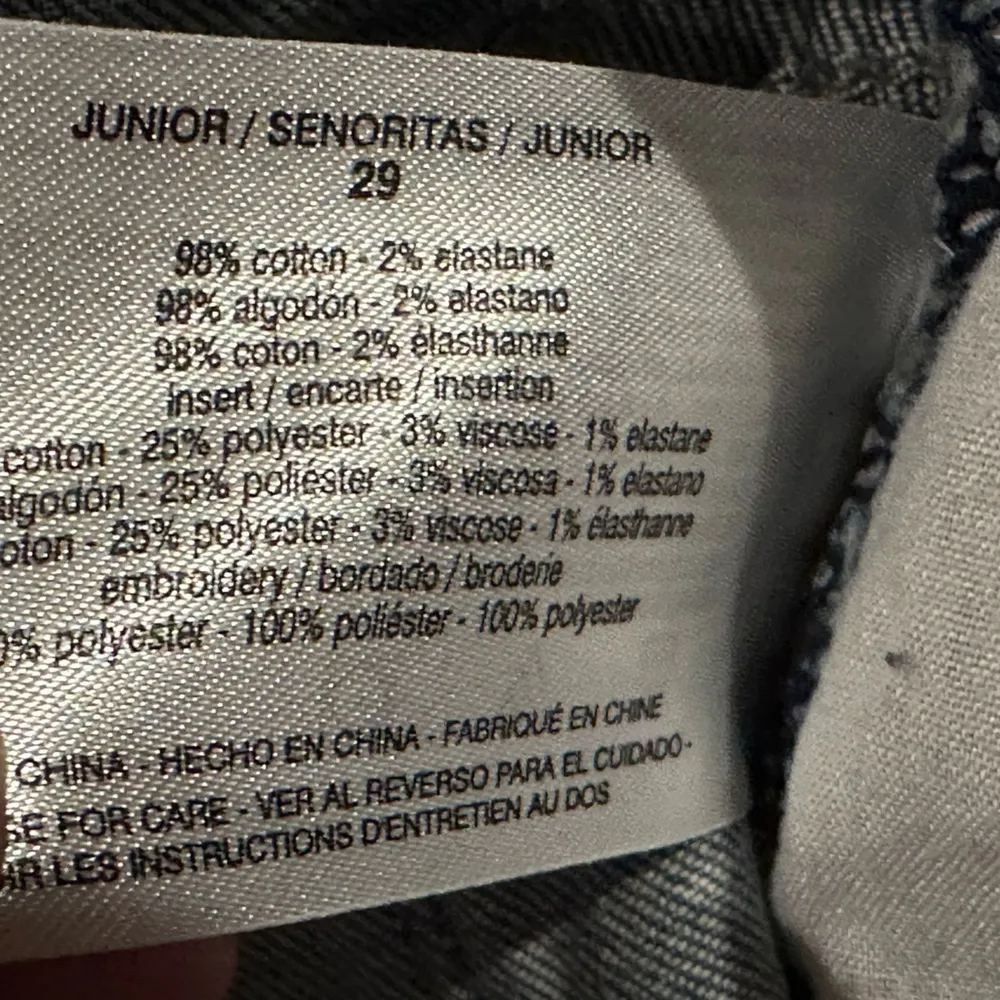 JUNIOR / SENORITAS / JUNIOR
29
98% cotton - 2% elastane
98% algodón - 2% elastano
98% coton - 2% élasthanne
insert / encarte / insertion
cotton - 25% polyester - 3% viscose - 1% elastane
algodón - 25% poliéster - 3% viscosa - 1% elastano
25% polyester - 3% viscose - 1% élasthanne
embroidery / bordado / broderie
polyester - 100% poliéster - 100% polyester
CHINA - HECHO EN CHINA - FABRIQUÉ EN CHINE
FOR CARE - VER AL REVERSO PARA EL CUIDADO -
LES INSTRUCTIONS D'ENTRETIEN AU DOS